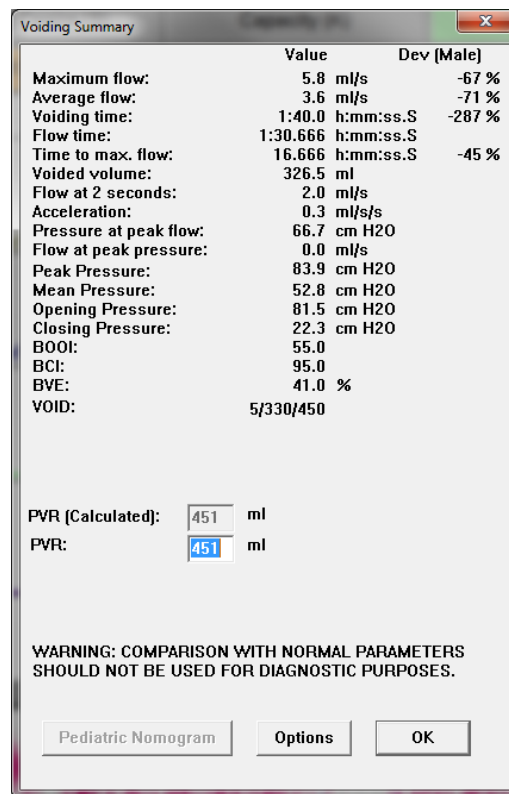 Voiding Summary
Value Dev (Male)
Maximum flow: 5.8 ml/s -67 %
Average flow: 3.6 ml/s -71 %
Voiding time: 1:40.0 h:mm:ss.S -287 %
Flow time: 1:30.666 h:mm:ss.S
Time to max. flow: 16.666 h:mm:ss.S -45 %
Voided volume: 326.5 ml
Flow at 2 seconds: 2.0 ml/s
Acceleration: 0.3 ml/s/s
Pressure at peak flow: 66.7 cm H2O
Flow at peak pressure: 0.0 ml/s
Peak Pressure: 83.9 cm H2O
Mean Pressure: 52.8 cm H2O
Opening Pressure: 81.5 cm H2O
Closing Pressure: 22.3 cm H2O
BOOI: 55.0
BCI: 95.0
BVE: 41.0 %
VOID: 5/330/450
PVR (Calculated): 451 ml
PVR: 451 ml
WARNING: COMPARISON WITH NORMAL PARAMETERS
SHOULD NOT BE USED FOR DIAGNOSTIC PURPOSES.
Pediatric Nomogram Options OK